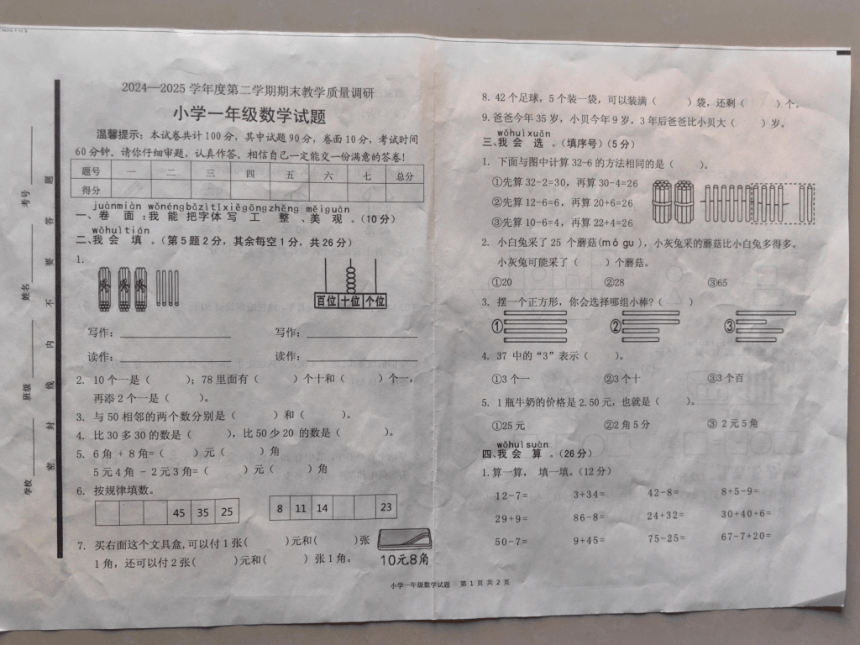 2024—2025 学年度第二学期期末教学质量调研
小学一年级数学试题
温馨提示：本试卷共计100分，其中试题90分，卷面10分，考试时间
60分钟。请你仔细审题，认真作答。相信自己一定能交一份满意的答卷！
题号 一 二 三 四 五 六 七 总分
得分
juànmiàn wǒnéngbǎzìtǐxiěgōngzhěng měiguān
一、卷 面：我 能 把字体 写 工 整、美 观。（10分）
wǒhuìtián
二、我 会 填。（第5题2分，其余每空1分，共26分）
1.
百位 十位 个位
写作： 写作：
读作： 读作：
2. 10个一是（ ）；78里面有（ ）个十和（ ）个一，
再添2个一是（ ）。
3. 与50相邻的两个数分别是（ ）和（ ）。
4. 比30多30的数是（ ），比50少20 的数是（ ）。
5. 6角 + 8角=（ ）元（ ）角
5元4角 - 2元3角=（ ）元（ ）角
6. 按规律填数。
45 35 25 8 11 14 23
7. 买右面这个文具盒,可以付1张（ ）元和（ ）张
1角，还可以付2张（ ）元和（ ）张1角。 10元8角
学校 班级 姓名 考号
密 封 线 内 不 要 答 题
8. 42个足球，5个装一袋，可以装满（ ）袋，还剩（ ）个。
9. 爸爸今年35岁，小贝今年9岁，3年后爸爸比小贝大（ ）岁。
wǒhuìxuǎn
三、我 会 选。（填序号）（5分）
1. 下面与图中计算32-6的方法相同的是（ ）。
①先算32-2=30，再算30-4=26
②先算12-6=6，再算20+6=26
③先算10-6=4，再算22+4=26
2. 小白兔采了25 个蘑菇(mó gu)，小灰兔采的蘑菇比小白兔多得多。
小灰兔可能采了（ ）个蘑菇。
①20 ②28 ③65
3. 摆一个正方形，你会选择哪组小棒？（ ）
① ② ③
4. 37 中的“3”表示（ ）。
①3个一 ②3个十 ③3个百
5. 1瓶牛奶的价格是2.50元，也就是（ ）。
①25元 ②2角5分 ③ 2元5角
wǒhuìsuàn
四、我 会 算。（26分）
1.算一算， 填一填。（12分）
12-7= 3+34= 42-8= 8+5-9=
29+9= 86-8= 24+32= 30+40+6=
50-7= 9+45= 75-25= 67-7+20=
小学一年级数学试题 第1页共2页